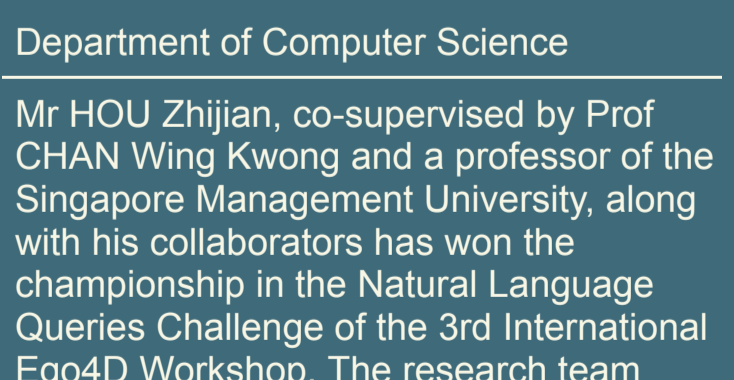 Department of Computer Science
Mr HOU Zhijian, co-supervised by Prof
CHAN Wing Kwong and a professor of the
Singapore Management University, along
with his collaborators has won the
championship in the Natural Language
Queries Challenge of the 3rd International
Ego4D Workshop. The research team